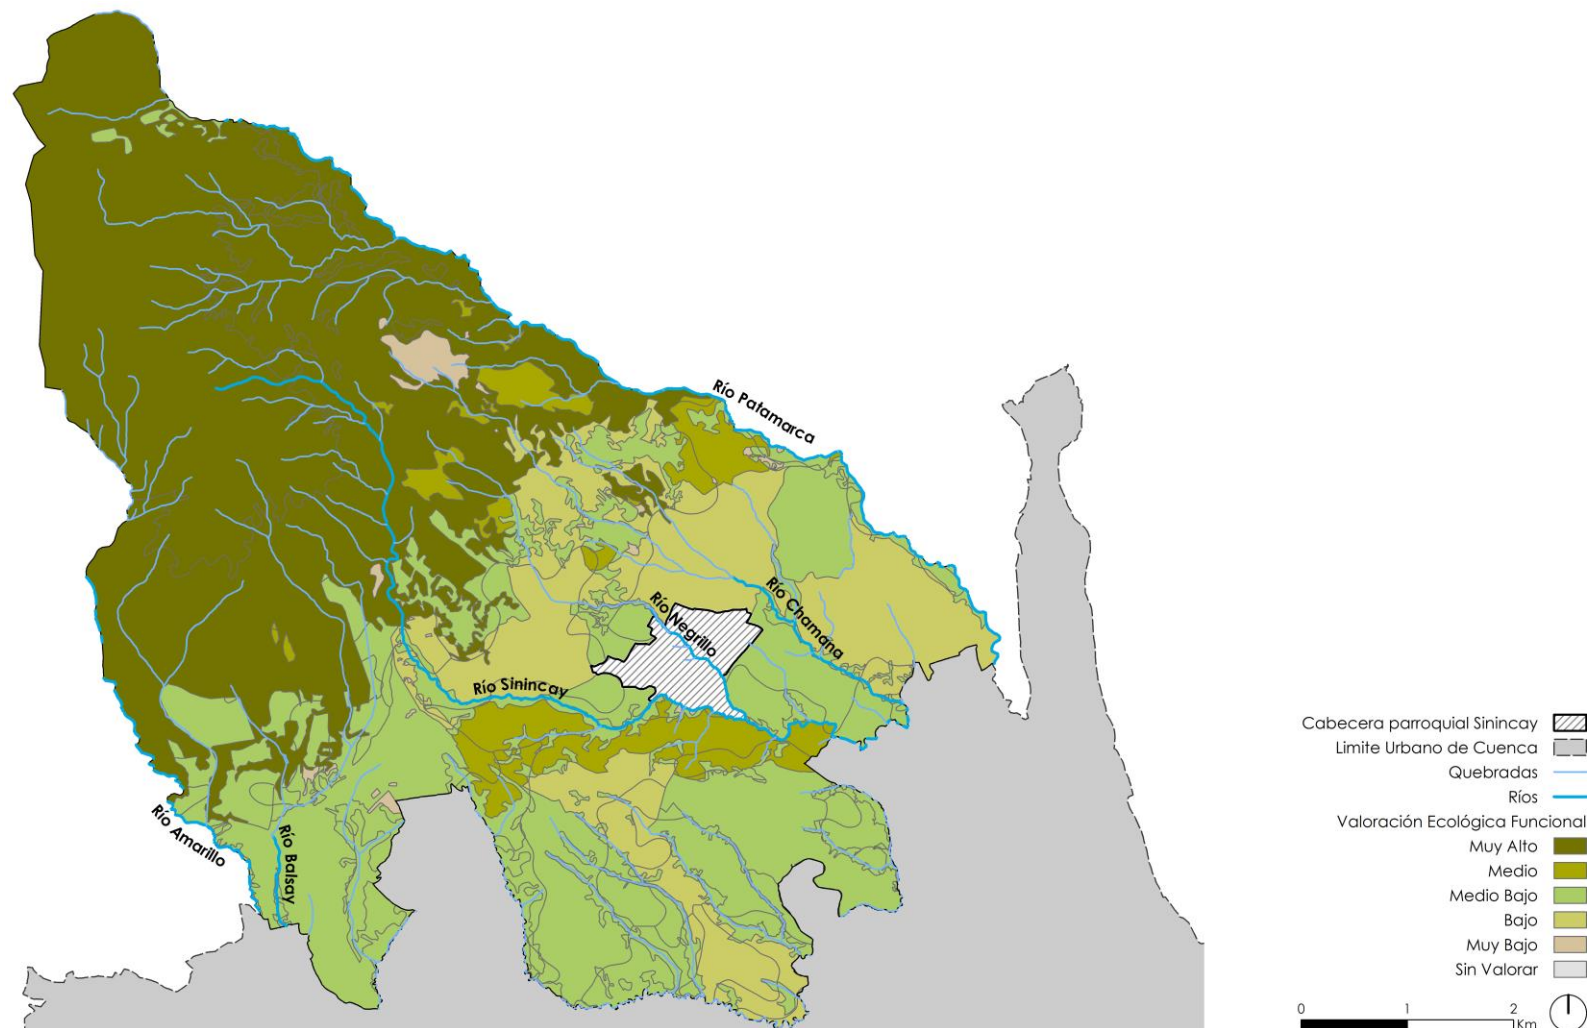 Río Patamarca
Río Chamana
Río Negrillo
Río Sinincay
Río Amarillo
Río Balsay
Cabecera parroquial Sinincay
Limite Urbano de Cuenca
Quebradas
Ríos
Valoración Ecológica Funcional
Muy Alto
Medio
Medio Bajo
Bajo
Muy Bajo
Sin Valorar
0 1 2
Km